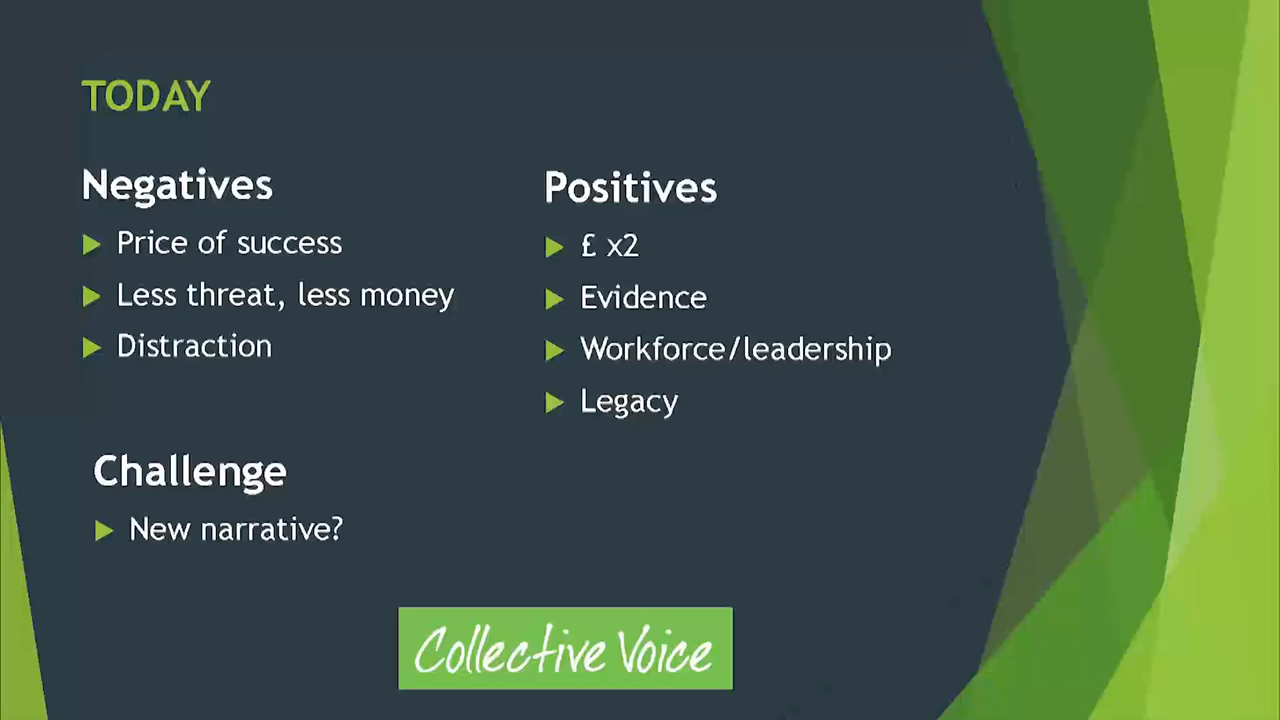 TODAY
Negatives
Price of success
Less threat, less money
Distraction
Positives
£ x2
Evidence
Workforce/leadership
Legacy
Challenge
New narrative?
Collective Voice